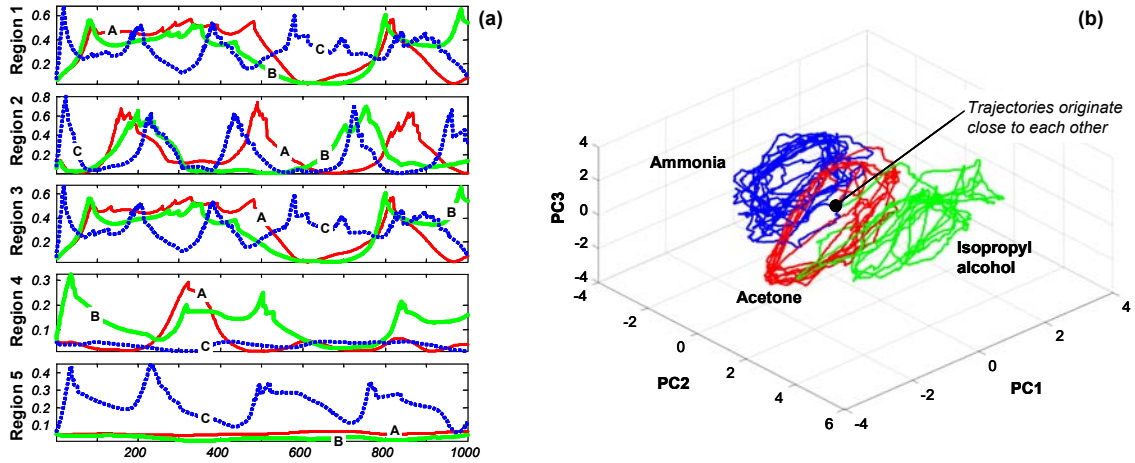 (a)
Region 1
0.6
0.4
0.2
A
B
C
Region 2
0.8
0.6
0.4
0.2
C
A
B
Region 3
0.6
0.4
0.2
A
B
C
Region 4
0.3
0.2
0.1
A
B
C
Region 5
0.4
0.3
0.2
0.1
C
A
B
200
400
600
800
1000
(b)
Trajectories originate
close to each other
Ammonia
Isopropyl
alcohol
Acetone
PC3
4
2
0
-2
-4
-4
-2
0
2
4
6
PC2
-4
-2
0
2
4
PC1